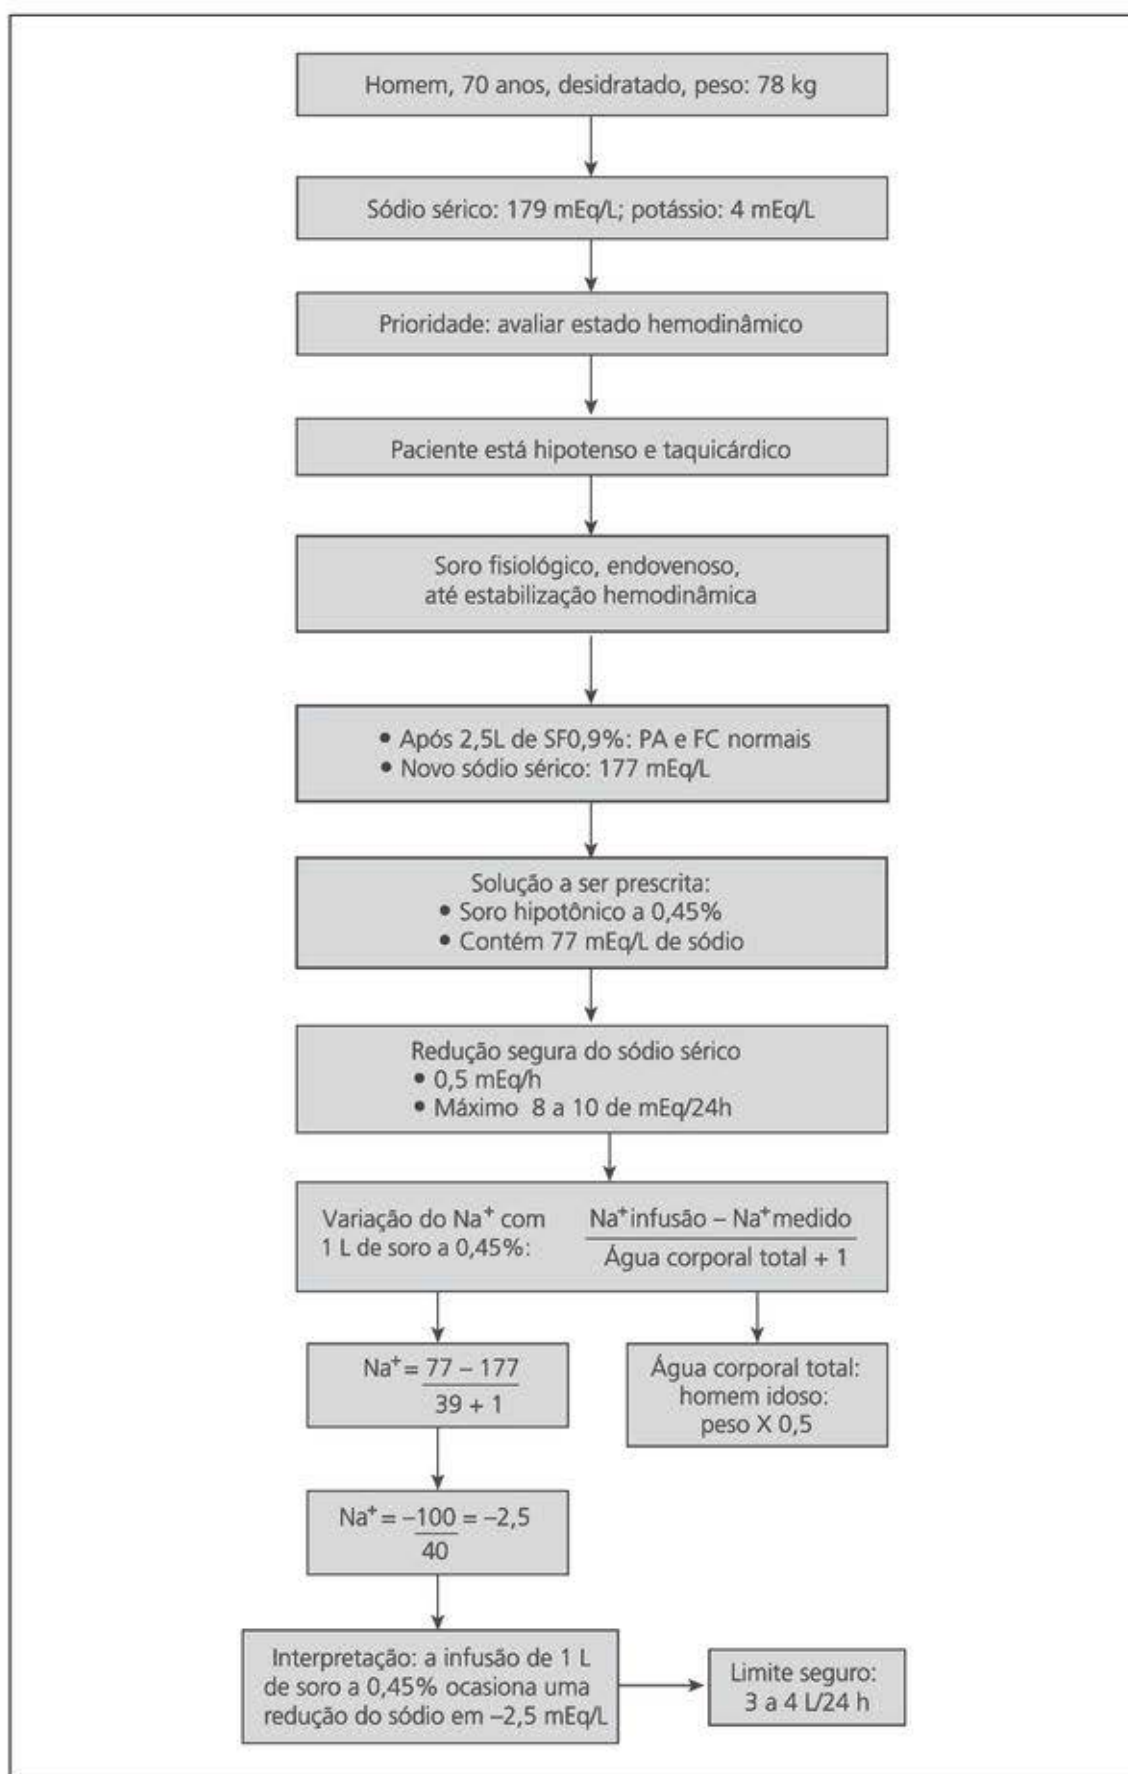 Homem, 70 anos, desidratado, peso: 78 kg
Sódio sérico: 179 mEq/L; potássio: 4 mEq/L
Prioridade: avaliar estado hemodinâmico
Paciente está hipotenso e taquicárdico
Soro fisiológico, endovenoso,
até estabilização hemodinâmica
• Após 2,5L de SF0,9%: PA e FC normais
• Novo sódio sérico: 177 mEq/L
Solução a ser prescrita:
• Soro hipotônico a 0,45%
• Contém 77 mEq/L de sódio
Redução segura do sódio sérico
• 0,5 mEq/h
• Máximo 8 a 10 de mEq/24h
Variação do Na⁺ com
1 L de soro a 0,45%:
Na⁺infusão – Na⁺medido
Água corporal total + 1
Na⁺ = 77 – 177
39 + 1
Água corporal total:
homem idoso:
peso X 0,5
Na⁺ = –100 = –2,5
40
Interpretação: a infusão de 1 L
de soro a 0,45% ocasiona uma
redução do sódio em –2,5 mEq/L
Limite seguro:
3 a 4 L/24 h